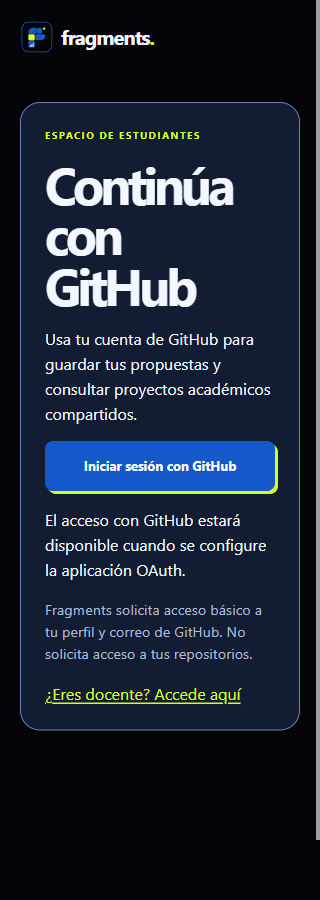 fragments.
ESPACIO DE ESTUDIANTES
Continúa
con
GitHub
Usa tu cuenta de GitHub para
guardar tus propuestas y
consultar proyectos académicos
compartidos.
Iniciar sesión con GitHub
El acceso con GitHub estará
disponible cuando se configure
la aplicación OAuth.
Fragments solicita acceso básico a
tu perfil y correo de GitHub. No
solicita acceso a tus repositorios.
¿Eres docente? Accede aquí